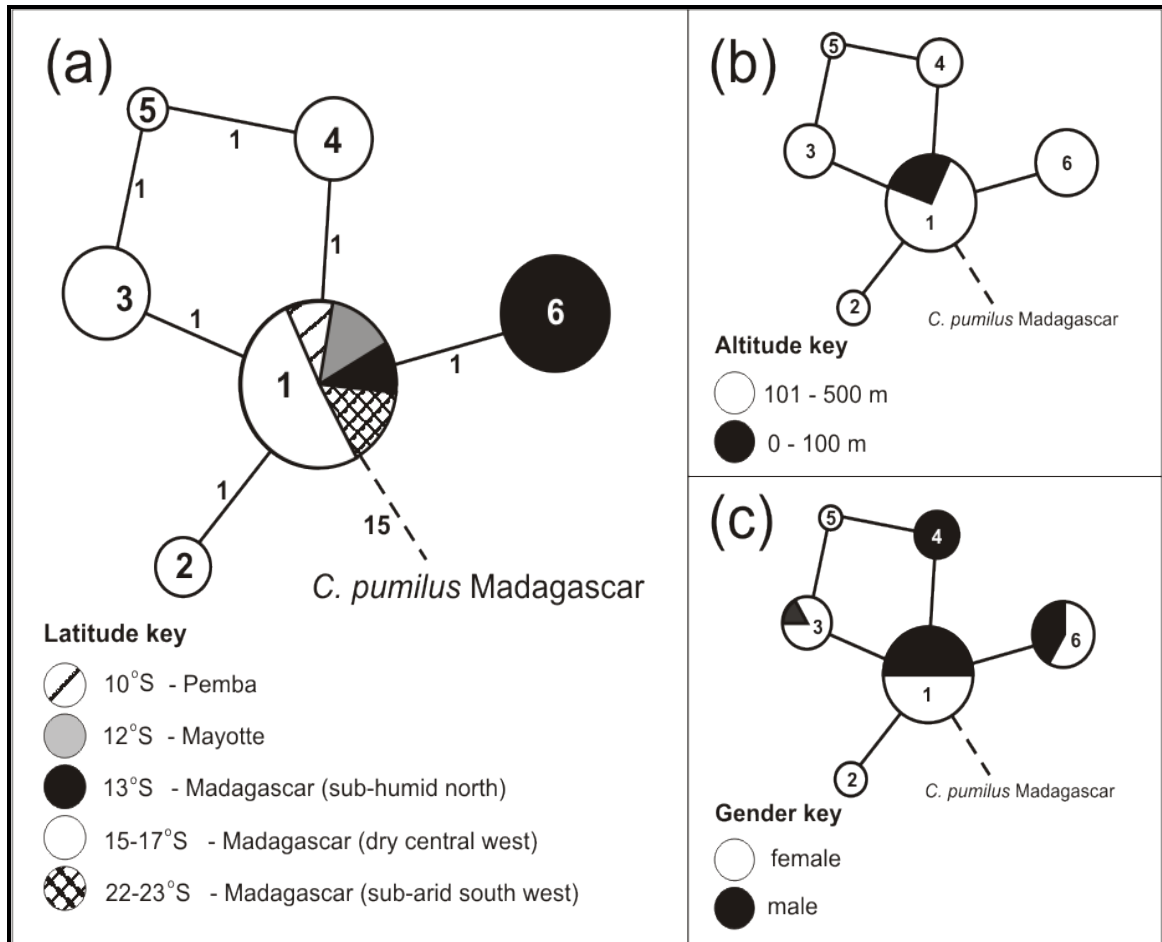 (a)
5
1
4
1
1
3
1
6
1
1
1
2
15
C. pumilus Madagascar
Latitude key
10°S - Pemba
12°S - Mayotte
13°S - Madagascar (sub-humid north)
15-17°S - Madagascar (dry central west)
22-23°S - Madagascar (sub-arid south west)
(b)
5
4
3
6
1
2
C. pumilus Madagascar
Altitude key
101 - 500 m
0 - 100 m
(c)
5
4
3
6
1
2
C. pumilus Madagascar
Gender key
female
male